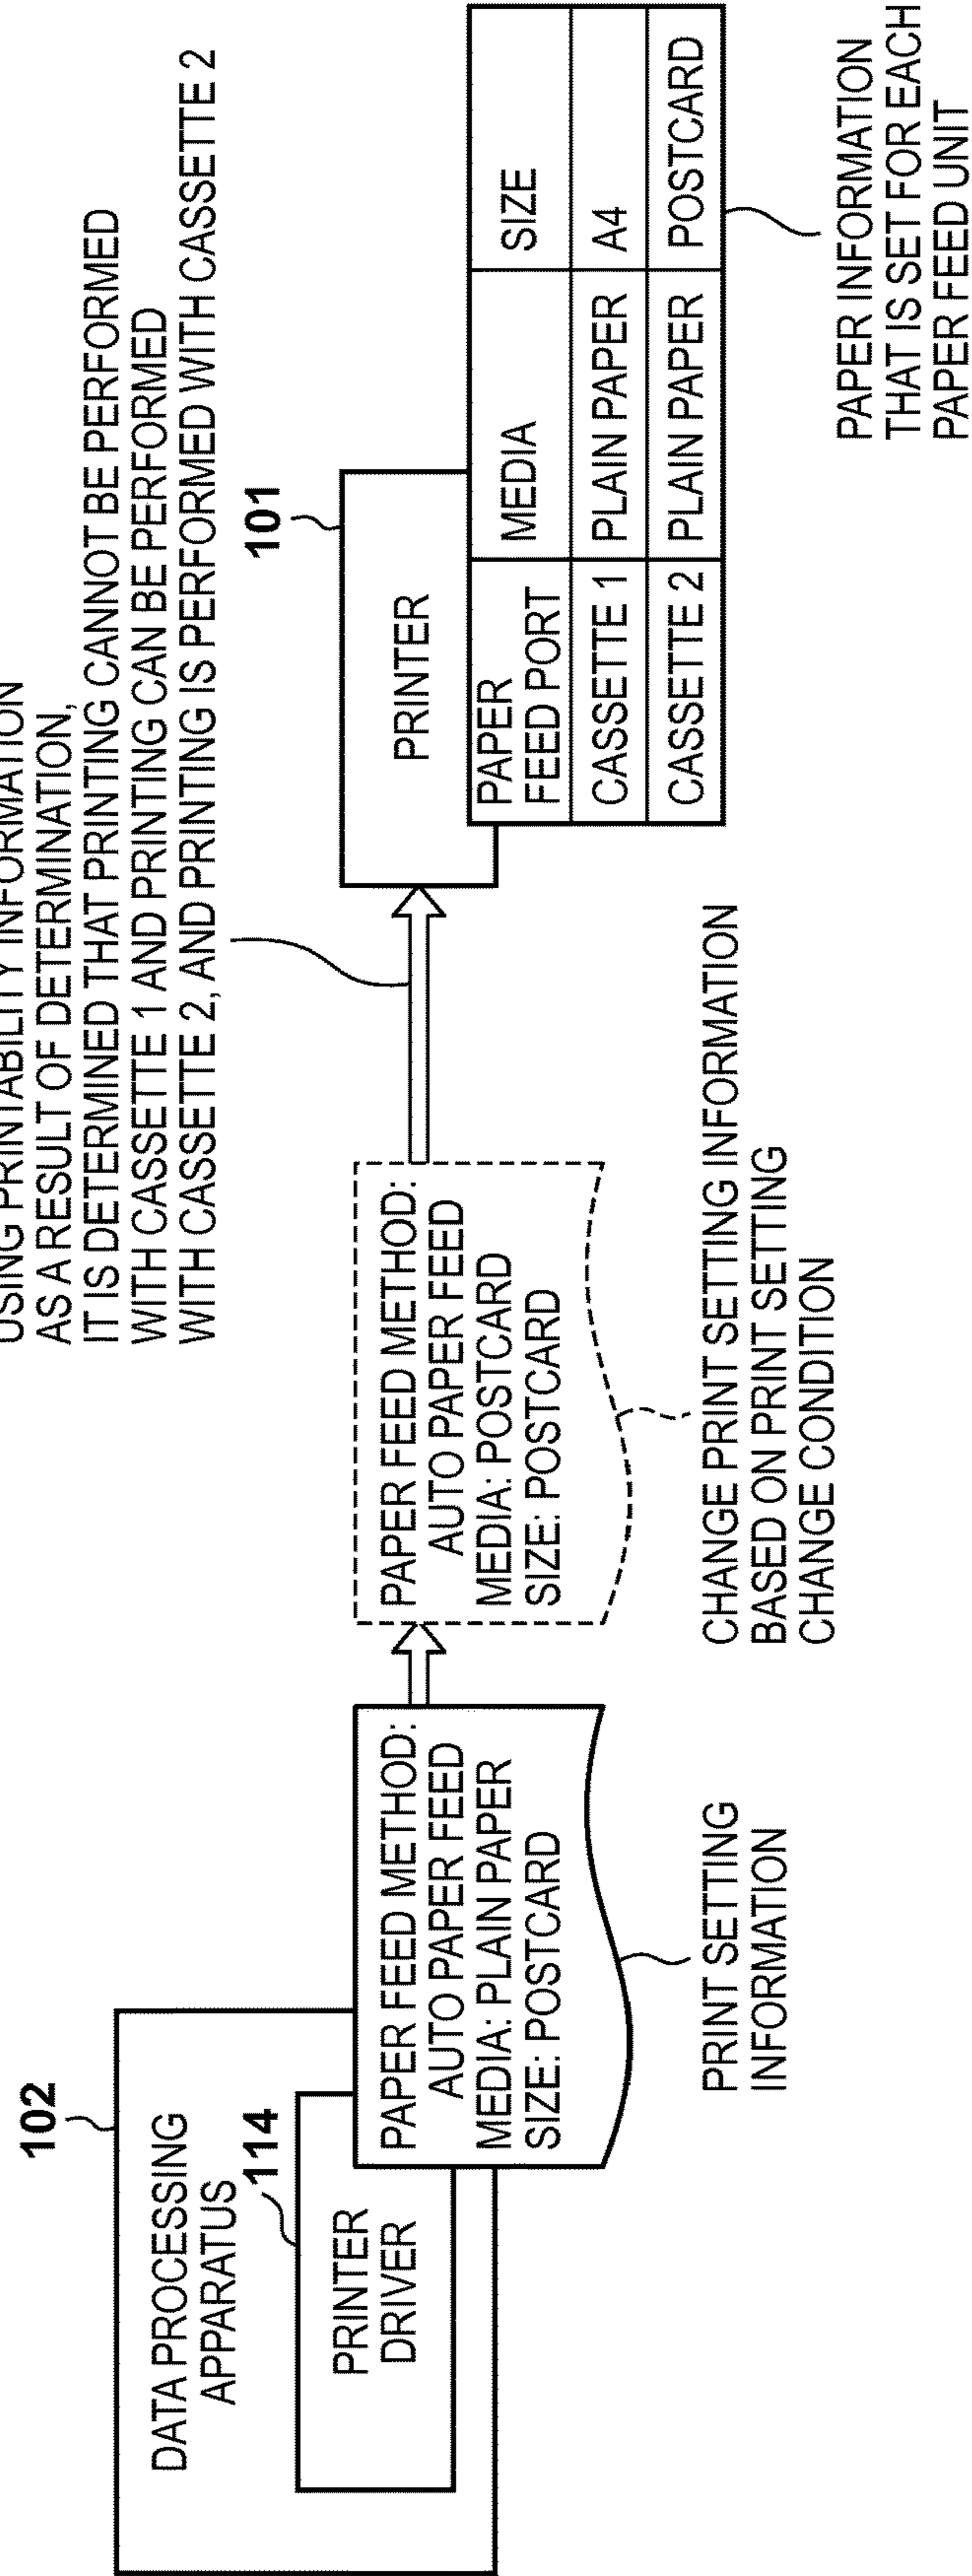 USING PRINTABILITY INFORMATION
AS A RESULT OF DETERMINATION,
IT IS DETERMINED THAT PRINTING CANNOT BE PERFORMED
WITH CASSETTE 1 AND PRINTING CAN BE PERFORMED
WITH CASSETTE 2, AND PRINTING IS PERFORMED WITH CASSETTE 2
102
DATA PROCESSING
APPARATUS
114
PRINTER
DRIVER
PAPER FEED METHOD:
AUTO PAPER FEED
MEDIA: PLAIN PAPER
SIZE: POSTCARD
PRINT SETTING
INFORMATION
PAPER FEED METHOD:
AUTO PAPER FEED
MEDIA: POSTCARD
SIZE: POSTCARD
CHANGE PRINT SETTING INFORMATION
BASED ON PRINT SETTING
CHANGE CONDITION
101
PRINTER
PAPER
FEED PORT MEDIA SIZE
CASSETTE 1 PLAIN PAPER A4
CASSETTE 2 PLAIN PAPER POSTCARD
PAPER INFORMATION
THAT IS SET FOR EACH
PAPER FEED UNIT